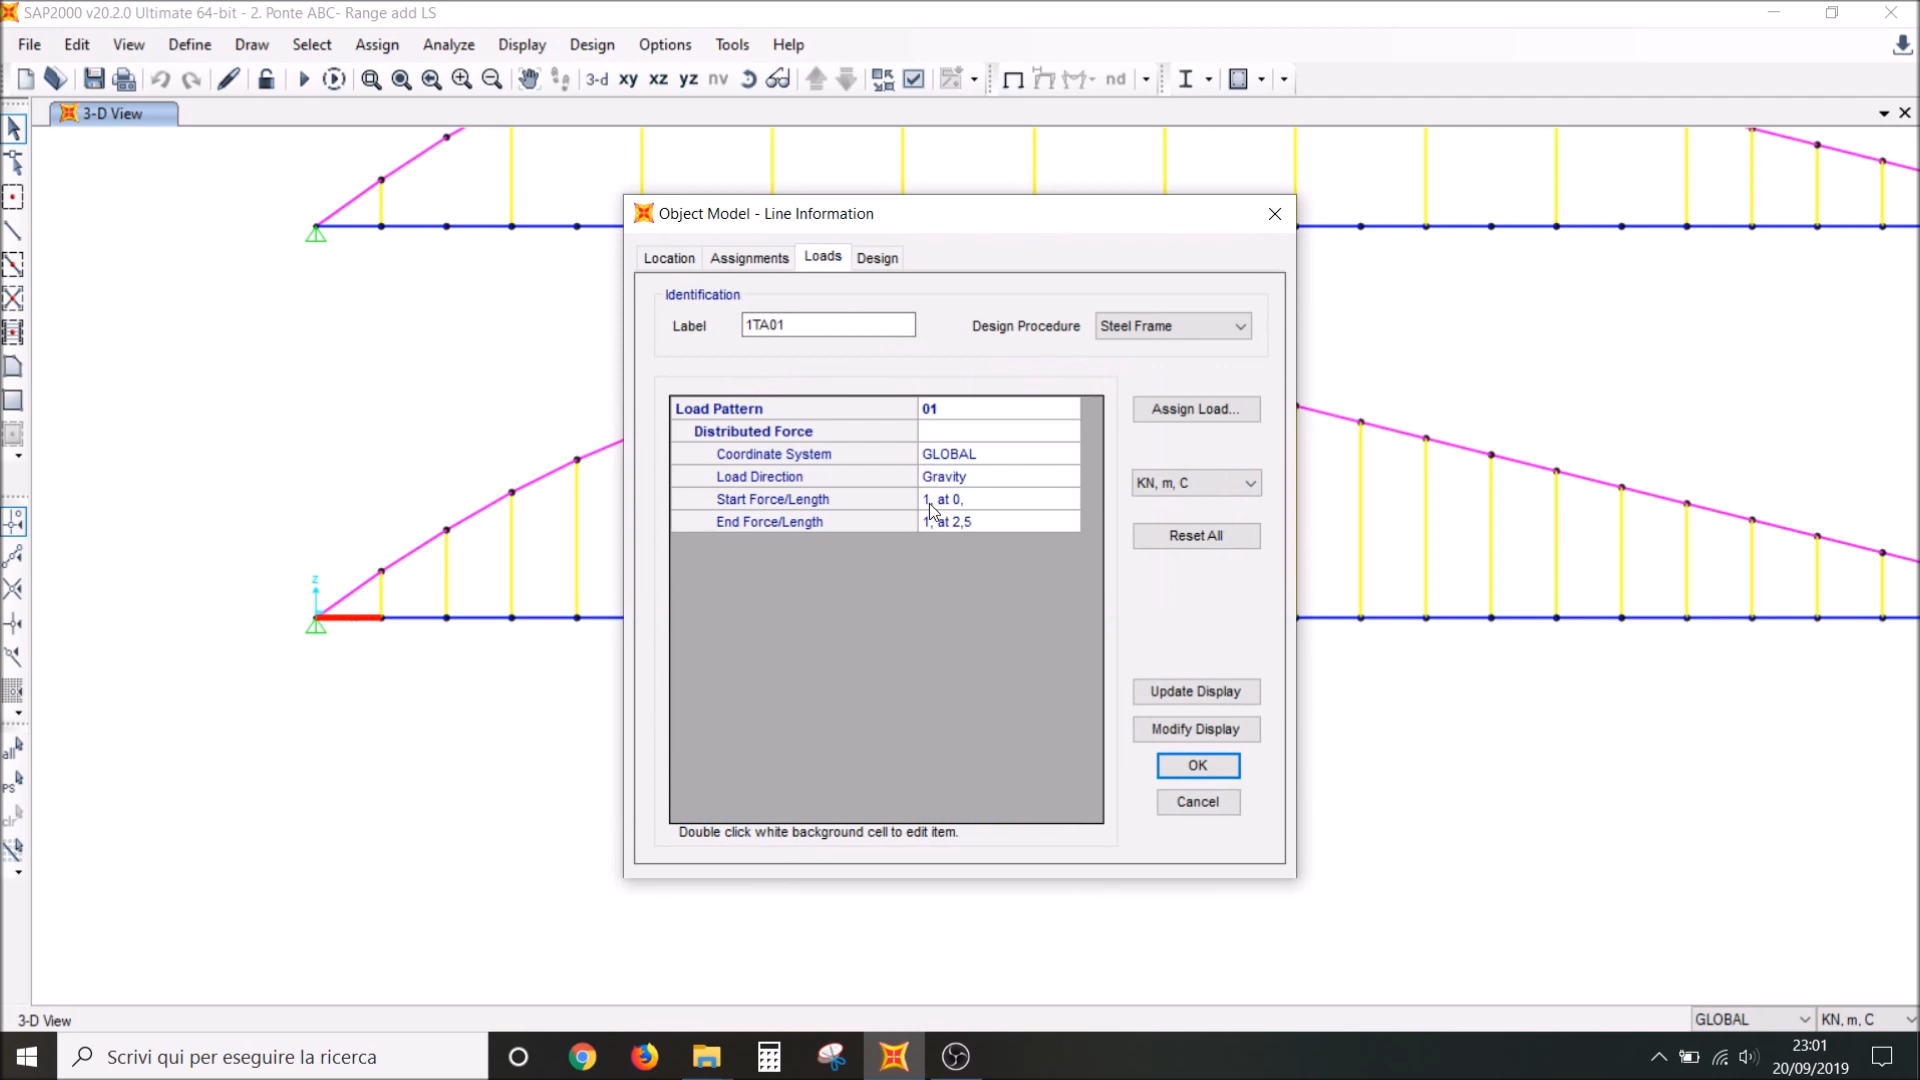 SAP2000 v20.2.0 Ultimate 64-bit - 2. Ponte ABC- Range add LS
File Edit View Define Draw Select Assign Analyze Display Design Options Tools Help
3-d xy xz yz nv nd
3-D View
Object Model - Line Information
Location Assignments Loads Design
Identification
Label 1TA01 Design Procedure Steel Frame
Load Pattern 01
Distributed Force
Coordinate System GLOBAL
Load Direction Gravity
Start Force/Length 1, at 0,
End Force/Length 1, at 2,5
Assign Load...
KN, m, C
Reset All
Update Display
Modify Display
OK
Cancel
Double click white background cell to edit item.
z
all
PS
clr
3-D View GLOBAL KN, m, C
Scrivi qui per eseguire la ricerca
23:01
20/09/2019